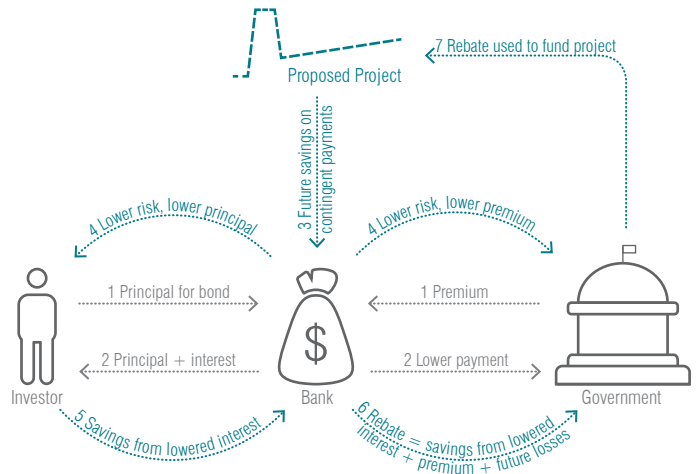 7 Rebate used to fund project
Proposed Project
3 Future savings on
contingent payments
4 Lower risk, lower principal
4 Lower risk, lower premium
1 Principal for bond
1 Premium
$
2 Principal + interest
2 Lower payment
Investor
Bank
Government
5 Savings from lowered interest
6 Rebate = savings from lowered
interest + premium + future losses